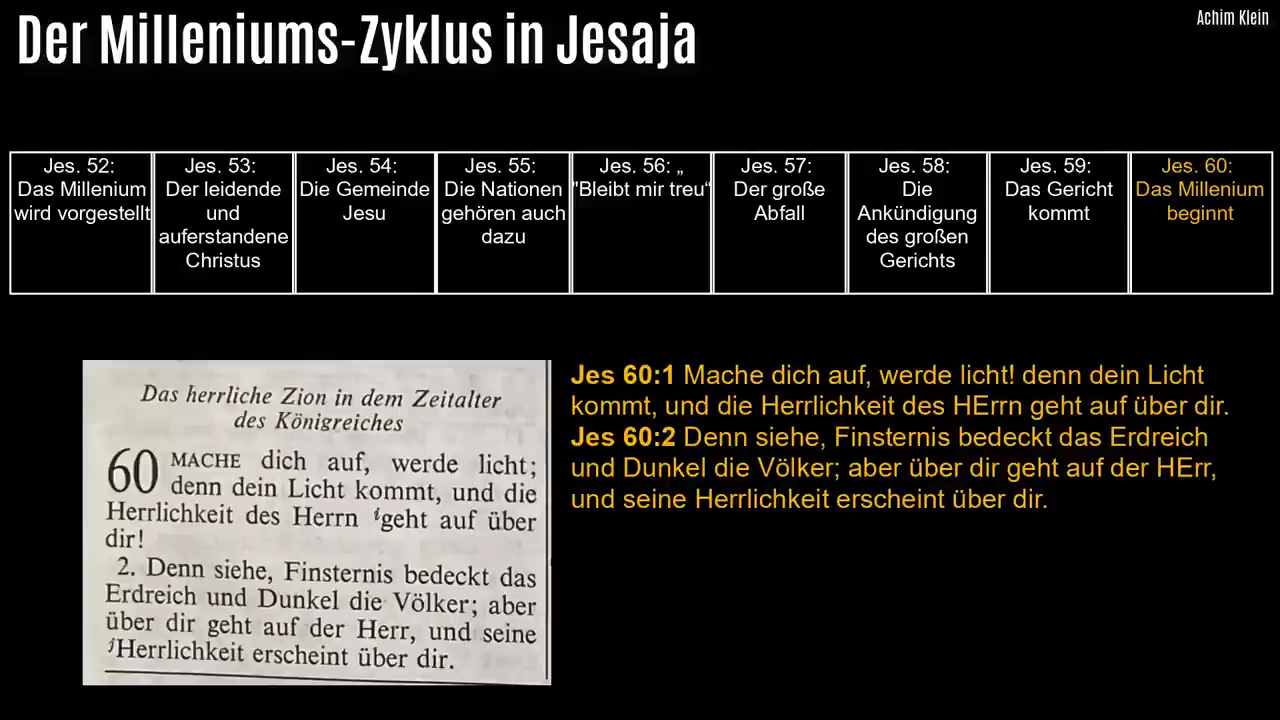 Der Milleniums-Zyklus in Jesaja
Achim Klein
Jes. 52:
Das Millenium
wird vorgestellt
Jes. 53:
Der leidende
und
auferstandene
Christus
Jes. 54:
Die Gemeinde
Jesu
Jes. 55:
Die Nationen
gehören auch
dazu
Jes. 56: „
"Bleibt mir treu“
Jes. 57:
Der große
Abfall
Jes. 58:
Die
Ankündigung
des großen
Gerichts
Jes. 59:
Das Gericht
kommt
Jes. 60:
Das Millenium
beginnt
Das herrliche Zion in dem Zeitalter
des Königreiches
60 MACHE dich auf, werde licht;
denn dein Licht kommt, und die
Herrlichkeit des Herrn ⁱgeht auf über
dir!
2. Denn siehe, Finsternis bedeckt das
Erdreich und Dunkel die Völker; aber
über dir geht auf der Herr, und seine
ʲHerrlichkeit erscheint über dir.
Jes 60:1 Mache dich auf, werde licht! denn dein Licht
kommt, und die Herrlichkeit des HErrn geht auf über dir.
Jes 60:2 Denn siehe, Finsternis bedeckt das Erdreich
und Dunkel die Völker; aber über dir geht auf der HErr,
und seine Herrlichkeit erscheint über dir.